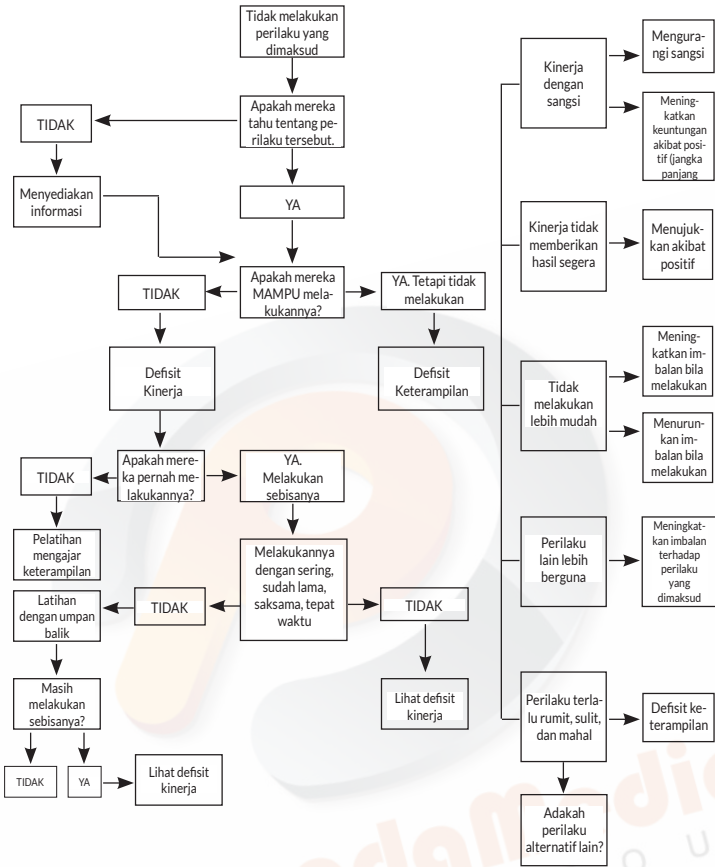 Tidak melakukan
perilaku yang
dimaksud
Apakah mereka
tahu tentang pe-
rilaku tersebut.
TIDAK
Menyediakan
informasi
YA
Apakah mereka
MAMPU mela-
kukannya?
TIDAK
YA. Tetapi tidak
melakukan
Defisit
Kinerja
Defisit
Keterampilan
Apakah mere-
ka pernah me-
lakukannya?
TIDAK
YA.
Melakukan
sebisanya
Pelatihan
mengajar
keterampilan
Melakukannya
dengan sering,
sudah lama,
saksama, tepat
waktu
Latihan
dengan umpan
balik
TIDAK
TIDAK
Masih
melakukan
sebisanya?
Lihat defisit
kinerja
TIDAK
YA
Lihat defisit
kinerja
Kinerja
dengan
sangsi
Mengura-
ngi sangsi
Mening-
katkan
keuntungan
akibat posi-
tif (jangka
panjang
Kinerja tidak
memberikan
hasil segera
Menujuk-
kan akibat
positif
Tidak
melakukan
lebih mudah
Mening-
katkan im-
balan bila
melakukan
Menurun-
kan im-
balan bila
melakukan
Perilaku
lain lebih
berguna
Meningkat-
kan imbalan
terhadap
perilaku
yang
dimaksud
Perilaku terla-
lu rumit, sulit,
dan mahal
Defisit ke-
terampilan
Adakah
perilaku
alternatif lain?